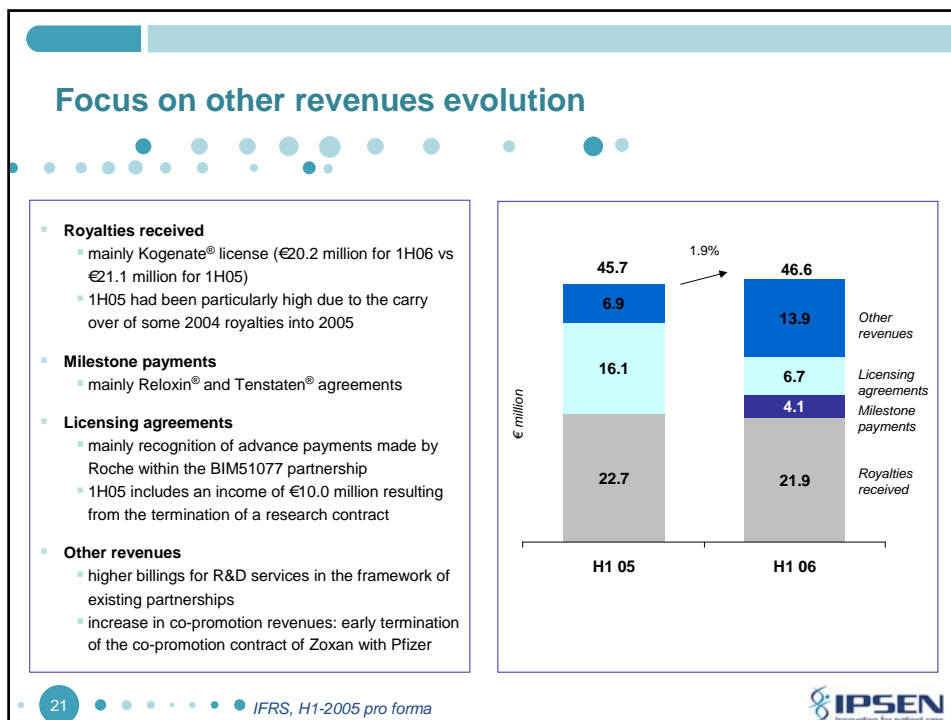 Focus on other revenues evolution
Royalties received
mainly Kogenate® license (€20.2 million for 1H06 vs
€21.1 million for 1H05)
1H05 had been particularly high due to the carry
over of some 2004 royalties into 2005
Milestone payments
mainly Reloxin® and Tenstaten® agreements
Licensing agreements
mainly recognition of advance payments made by
Roche within the BIM51077 partnership
1H05 includes an income of €10.0 million resulting
from the termination of a research contract
Other revenues
higher billings for R&D services in the framework of
existing partnerships
increase in co-promotion revenues: early termination
of the co-promotion contract of Zoxan with Pfizer
€ million
1.9%
45.7
46.6
6.9
13.9
Other
revenues
16.1
6.7
Licensing
agreements
4.1
Milestone
payments
22.7
21.9
Royalties
received
H1 05
H1 06
21
IFRS, H1-2005 pro forma
IPSEN
Innovation for patient care